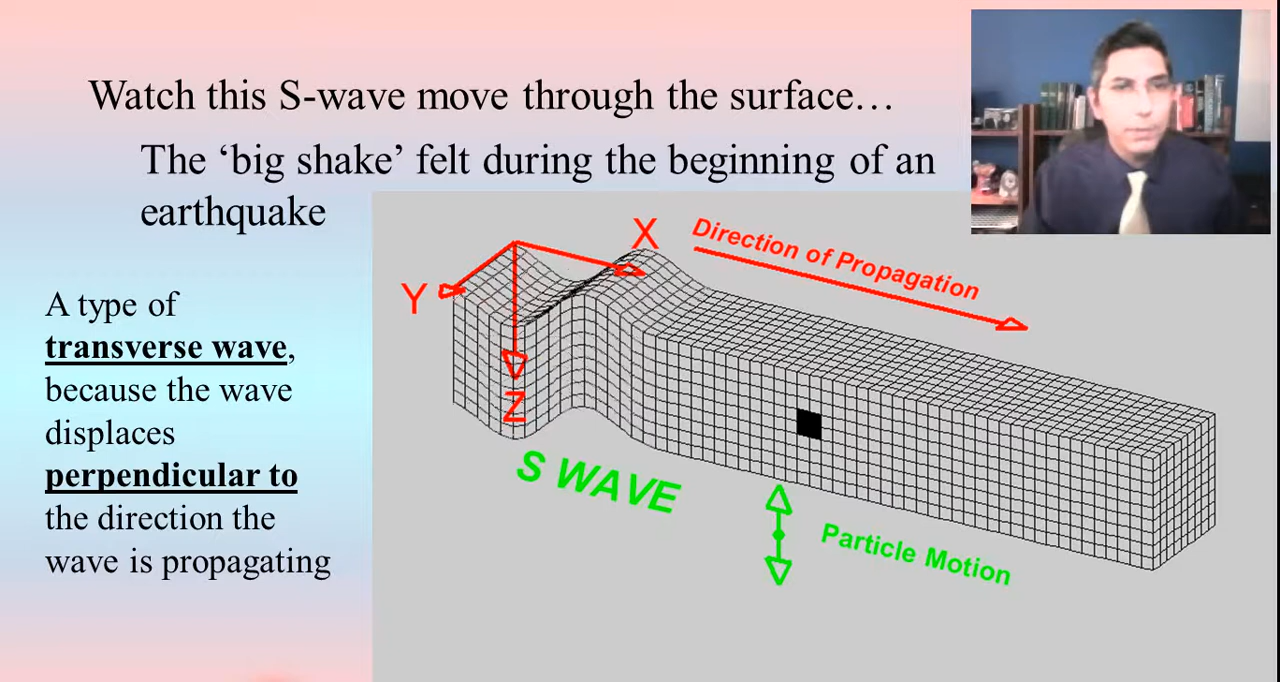 Watch this S-wave move through the surface…
The ‘big shake’ felt during the beginning of an
earthquake
A type of
transverse wave,
because the wave
displaces
perpendicular to
the direction the
wave is propagating
X
Y
Z
Direction of Propagation
S WAVE
Particle Motion